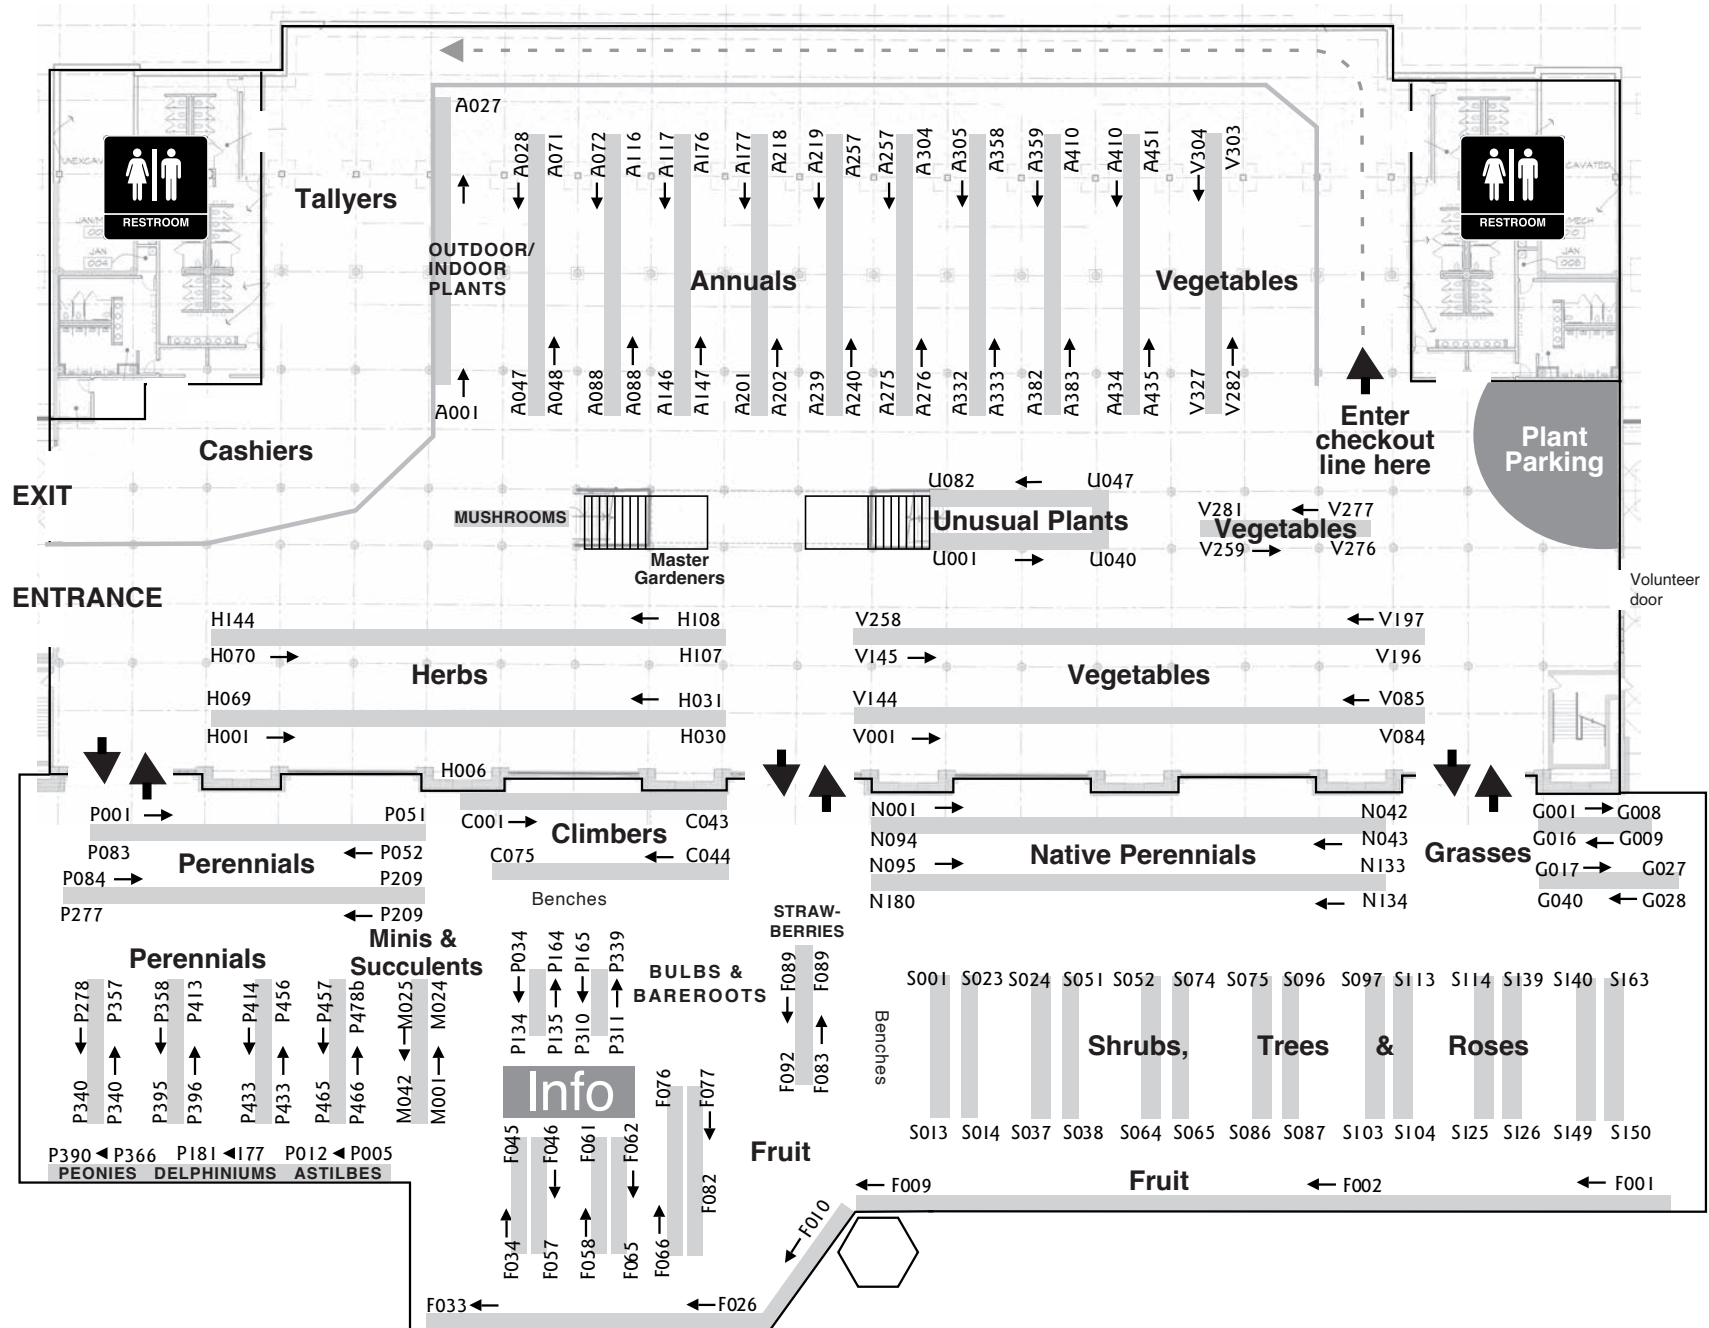 A027
A028
A071
A072
A116
A117
A176
A177
A218
A219
A257
A257
A304
A305
A358
A359
A410
A410
A451
V304
V303
RESTROOM
RESTROOM
Tallyers
OUTDOOR/
INDOOR
PLANTS
Annuals
Vegetables
A001
A047
A048
A088
A088
A146
A147
A201
A202
A239
A240
A275
A276
A332
A333
A382
A383
A434
A435
V327
V282
Enter
checkout
line here
Plant
Parking
Cashiers
EXIT
MUSHROOMS
Master
Gardeners
U082
U047
Unusual Plants
U001
U040
V281
V277
Vegetables
V259
V276
Volunteer
door
ENTRANCE
H144
H108
H070
H107
Herbs
H069
H031
H001
H030
V258
V197
V145
V196
Vegetables
V144
V085
V001
V084
H006
P001
P051
P083
P052
Perennials
P084
P209
P277
P209
C001
C043
Climbers
C075
C044
Benches
N001
N042
N094
N043
Native Perennials
N095
N133
N180
N134
Grasses
G001
G008
G016
G009
G017
G027
G040
G028
Perennials
Minis &
Succulents
P278
P357
P358
P413
P414
P456
P457
P478b
M025
M024
P340
P340
P395
P396
P433
P433
P465
P466
M042
M001
P390
P366
P181
177
P012
P005
PEONIES
DELPHINIUMS
ASTILBES
P034
P164
P165
P339
P134
P135
P310
P311
BULBS &
BAREROOTS
STRAW-
BERRIES
F089
F089
F092
F083
Benches
Info
F045
F046
F061
F062
F076
F077
F034
F057
F058
F065
F066
F082
Fruit
S001
S023
S024
S051
S052
S074
S075
S096
S097
S113
S114
S139
S140
S163
Shrubs,
Trees
&
Roses
S013
S014
S037
S038
S064
S065
S086
S087
S103
S104
S125
S126
S149
S150
F009
Fruit
F002
F001
F010
F033
F026